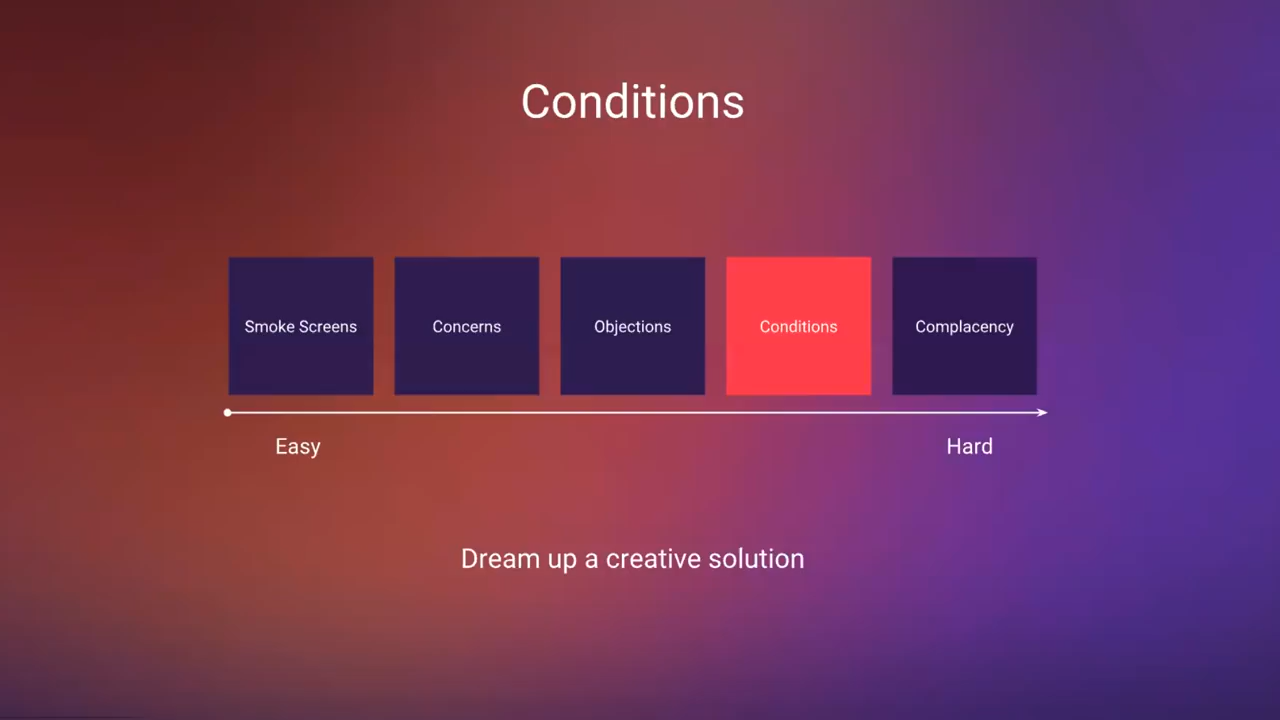 Conditions
Smoke Screens
Concerns
Objections
Conditions
Complacency
Easy
Hard
Dream up a creative solution